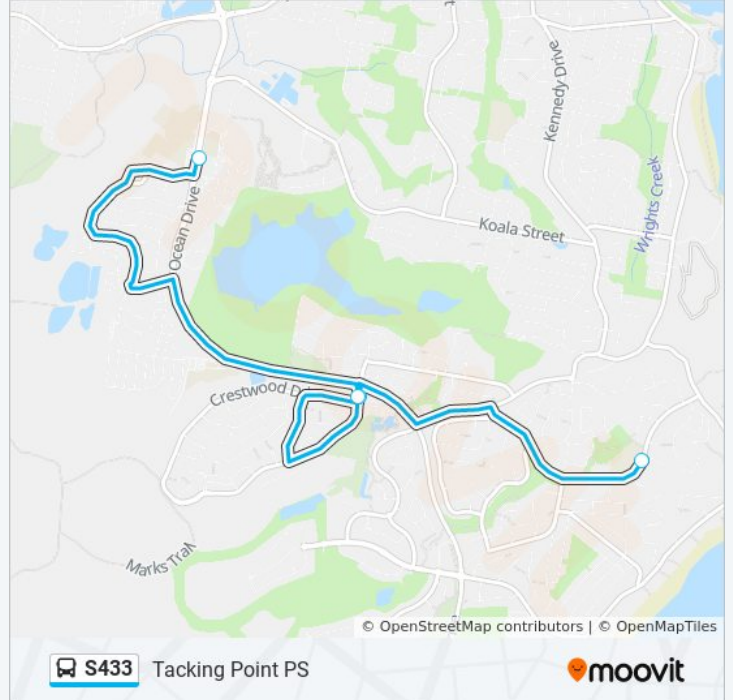 Kennedy Drive
Wrights Creek
Koala Street
Ocean Drive
Crestwood D
Marks Trail
© OpenStreetMap contributors | © OpenMapTiles
S433 Tacking Point PS
moovit